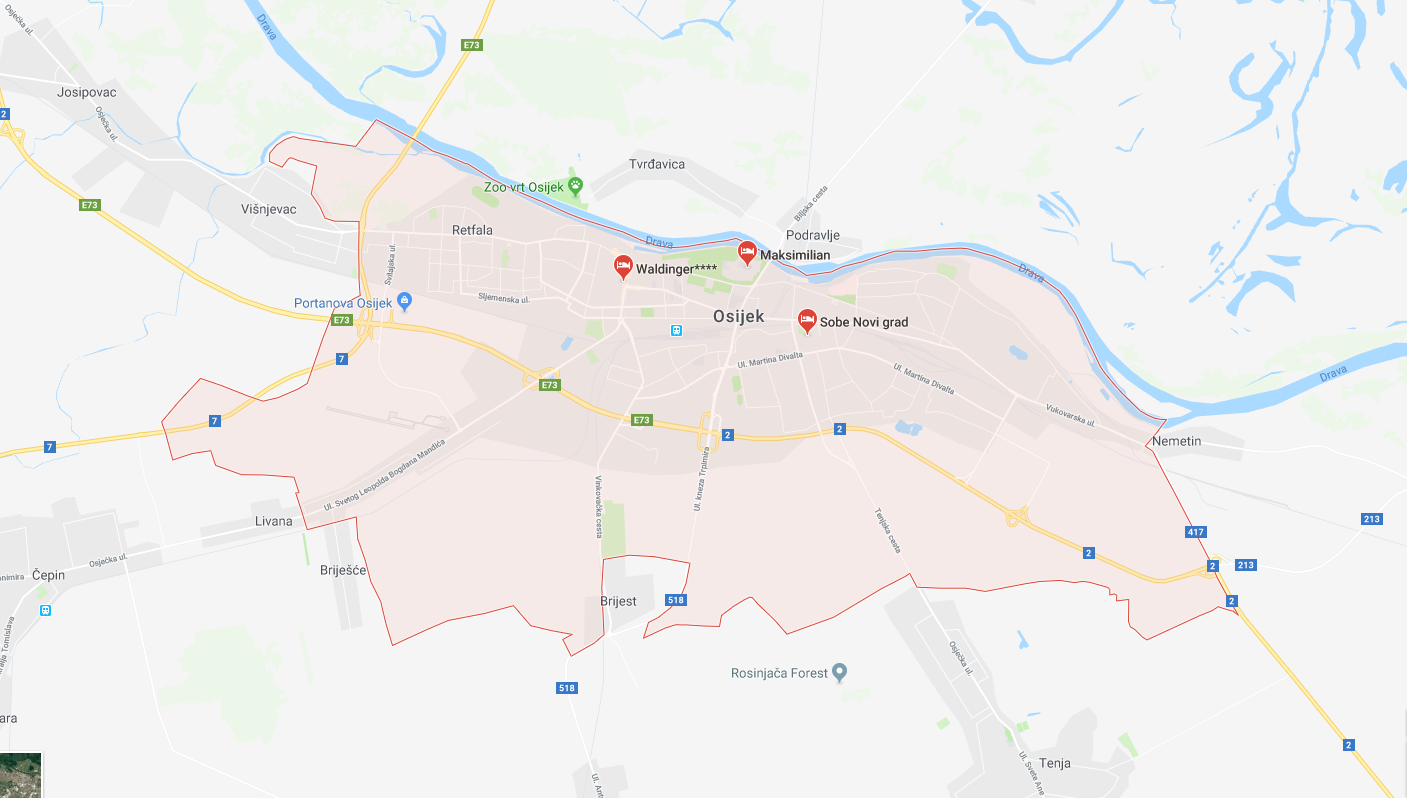 Osječka ul.
Drava
E73
Josipovac
2
Osječka ul.
Tvrđavica
Zoo vrt Osijek
Biljska cesta
E73
Višnjevac
Retfala
Drava
Podravlje
Maksimilian
Svilajska ul.
Waldinger****
Drava
Portanova Osijek
Sljemenska ul.
E73
Osijek
Sobe Novi grad
7
Ul. Martina Divalta
Ul. Martina Divalta
Drava
E73
7
E73
2
2
Vukovarska ul.
7
Nemetin
Ul. Svetog Leopolda Bogdana Mandića
Vinkovačka cesta
Ul. kneza Trpimira
Tenjska cesta
Livana
213
417
Osječka ul.
2
2
213
Čepin
Briješće
Brijest
518
2
Osječka ul.
Rosinjača Forest
518
2
Tenja
Ul. Svete Ane